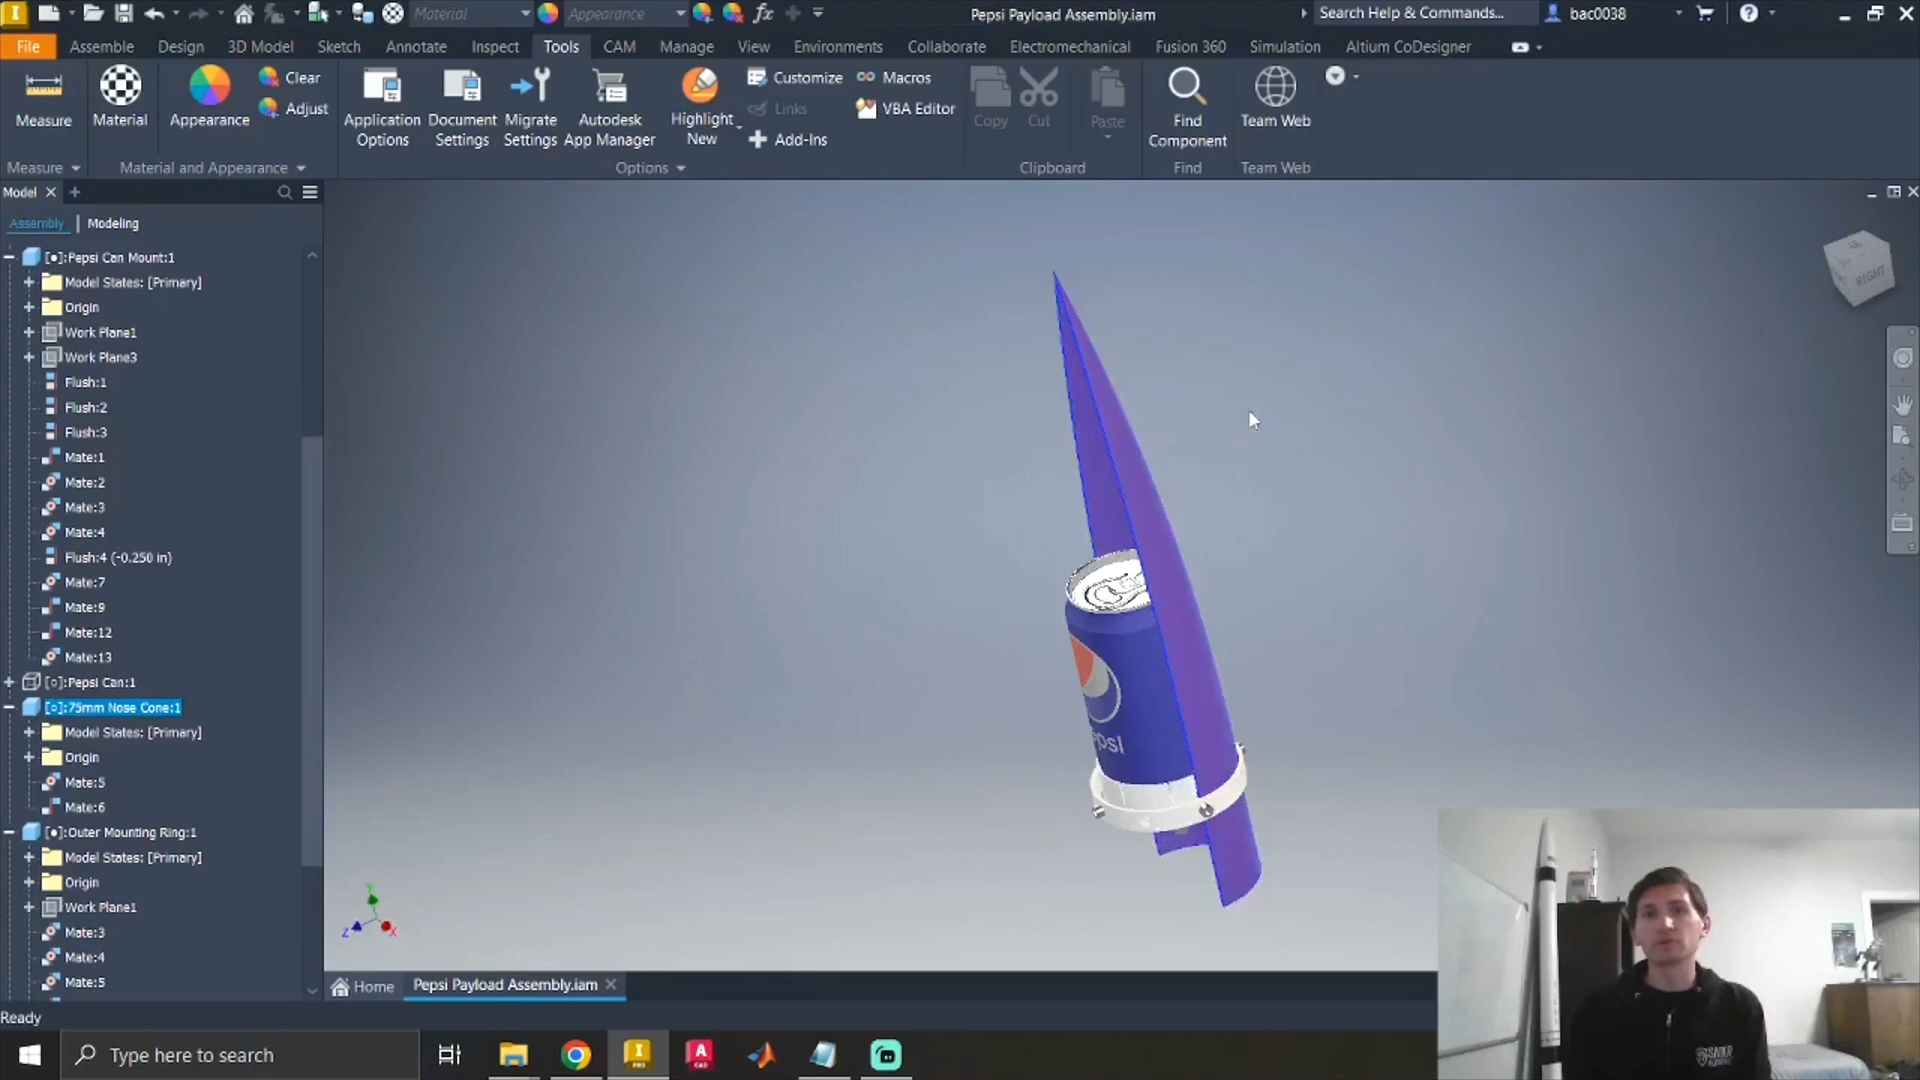 Material
Appearance
fx
Pepsi Payload Assembly.iam
Search Help & Commands...
bac0038
File
Assemble
Design
3D Model
Sketch
Annotate
Inspect
Tools
CAM
Manage
View
Environments
Collaborate
Electromechanical
Fusion 360
Simulation
Altium CoDesigner
Measure
Material
Appearance
Clear
Adjust
Application
Options
Document
Settings
Migrate
Settings
Autodesk
App Manager
Highlight
New
Customize
Links
Add-Ins
Macros
VBA Editor
Copy
Cut
Paste
Find
Component
Team Web
Measure
Material and Appearance
Options
Clipboard
Find
Team Web
Model
Assembly
Modeling
[●]:Pepsi Can Mount:1
Model States: [Primary]
Origin
Work Plane1
Work Plane3
Flush:1
Flush:2
Flush:3
Mate:1
Mate:2
Mate:3
Mate:4
Flush:4 (-0.250 in)
Mate:7
Mate:9
Mate:12
Mate:13
[○]:Pepsi Can:1
[○]:75mm Nose Cone:1
Model States: [Primary]
Origin
Mate:5
Mate:6
[●]:Outer Mounting Ring:1
Model States: [Primary]
Origin
Work Plane1
Mate:3
Mate:4
Mate:5
RIGHT
epsi
Y
Z
X
Home
Pepsi Payload Assembly.iam
Ready
Type here to search
I
PRO
A
CAD